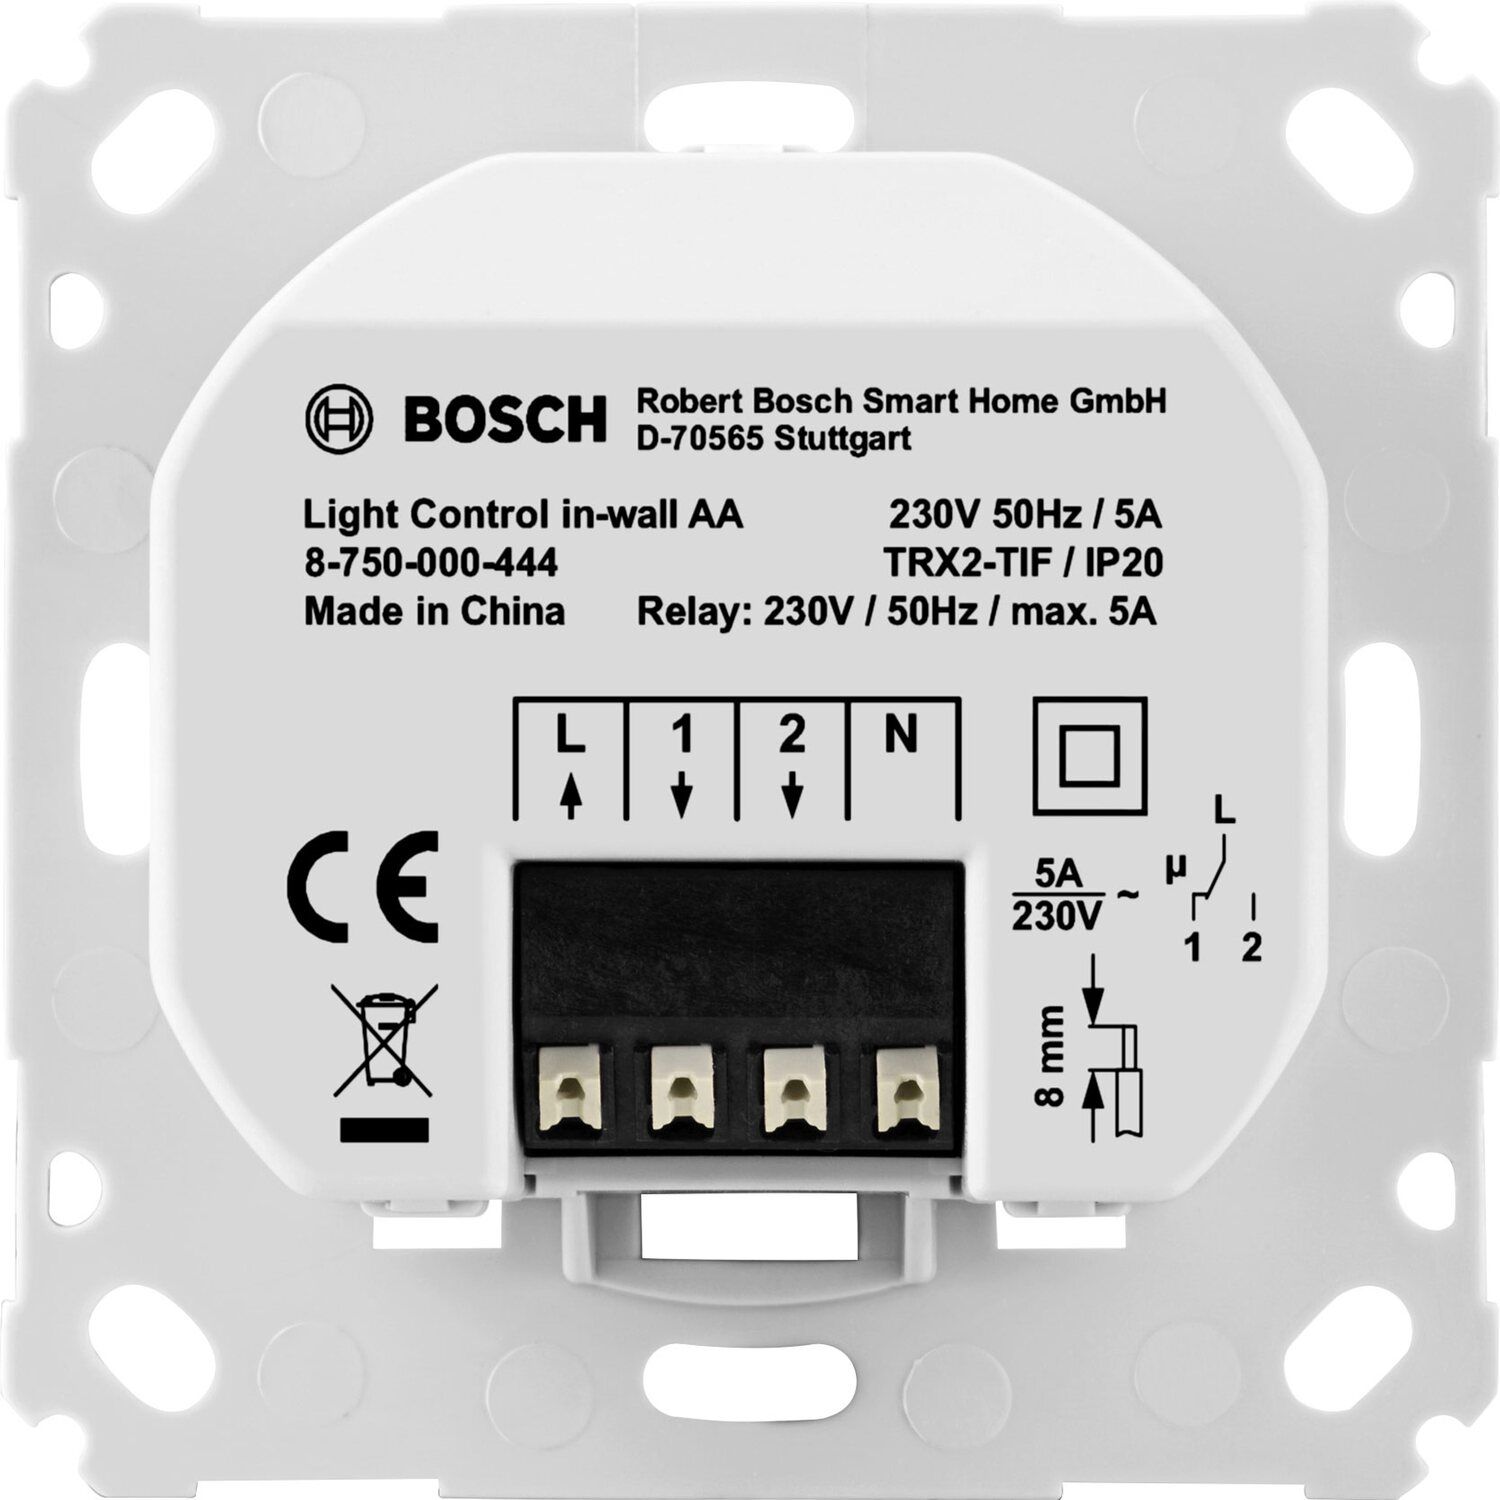 BOSCH
Robert Bosch Smart Home GmbH
D-70565 Stuttgart
Light Control in-wall AA
230V 50Hz / 5A
8-750-000-444
TRX2-TIF / IP20
Made in China
Relay: 230V / 50Hz / max. 5A
L 1 2 N
CE
L
µ
5A
230V ~
1 2
8 mm